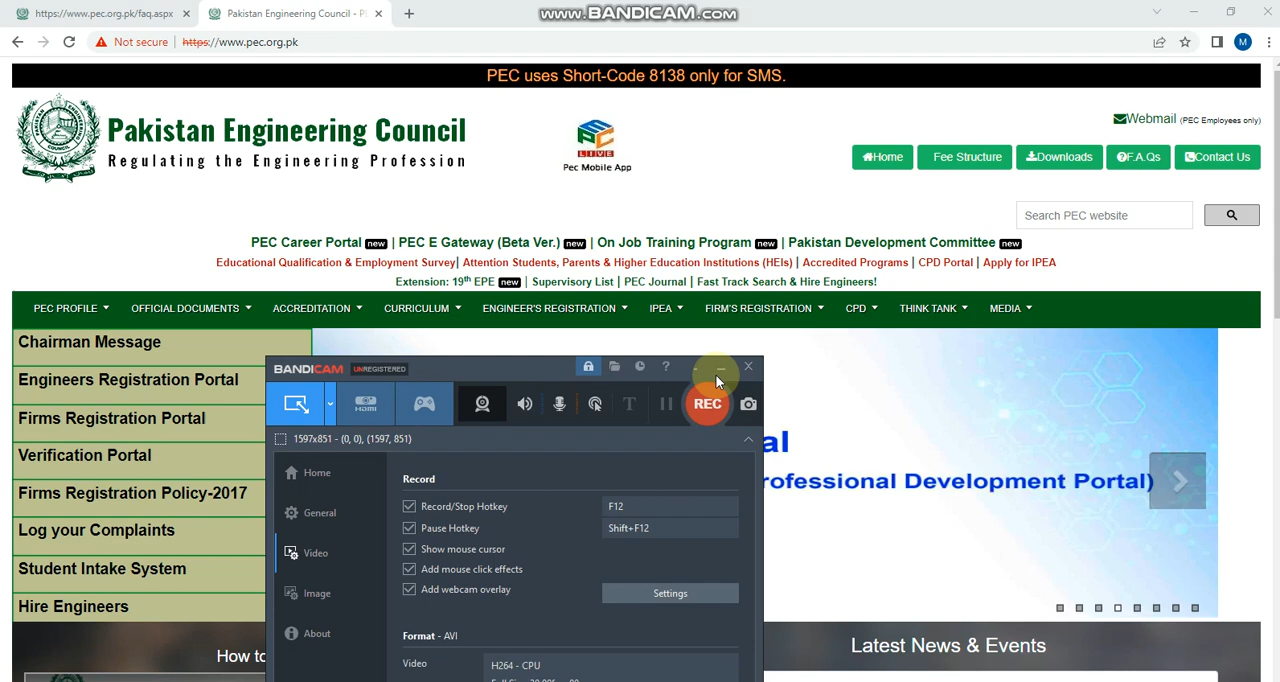 https://www.pec.org.pk/faq.aspx
Pakistan Engineering Council - P
www.BANDICAM.com
Not secure https://www.pec.org.pk
M
PEC uses Short-Code 8138 only for SMS.
Pakistan Engineering Council
Regulating the Engineering Profession
LIVE
Pec Mobile App
Webmail (PEC Employees only)
Home Fee Structure Downloads F.A.Qs Contact Us
Search PEC website
PEC Career Portal new | PEC E Gateway (Beta Ver.) new | On Job Training Program new | Pakistan Development Committee new
Educational Qualification & Employment Survey| Attention Students, Parents & Higher Education Institutions (HEIs) | Accredited Programs | CPD Portal | Apply for IPEA
Extension: 19th EPE new | Supervisory List | PEC Journal | Fast Track Search & Hire Engineers!
PEC PROFILE OFFICIAL DOCUMENTS ACCREDITATION CURRICULUM ENGINEER'S REGISTRATION IPEA FIRM'S REGISTRATION CPD THINK TANK MEDIA
Chairman Message
Engineers Registration Portal
Firms Registration Portal
Verification Portal
Firms Registration Policy-2017
Log your Complaints
Student Intake System
Hire Engineers
BANDICAM UNREGISTERED
HDMI
REC
1597x851 - (0, 0), (1597, 851)
Home
General
Video
Image
About
Record
Record/Stop Hotkey F12
Pause Hotkey Shift+F12
Show mouse cursor
Add mouse click effects
Add webcam overlay
Settings
Format - AVI
Video H264 - CPU
al
rofessional Development Portal)
How to
Latest News & Events